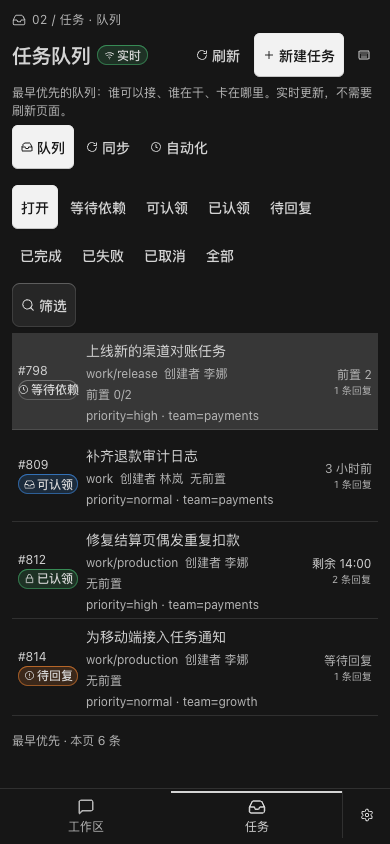 02 / 任务 · 队列
任务队列 实时 刷新 + 新建任务
最早优先的队列：谁可以接、谁在干、卡在哪里。实时更新，不需要
刷新页面。
队列 同步 自动化
打开 等待依赖 可认领 已认领 待回复
已完成 已失败 已取消 全部
筛选
上线新的渠道对账任务
#798
等待依赖
work/release 创建者 李娜
前置 0/2
priority=high · team=payments
前置 2
1 条回复
补齐退款审计日志
#809
可认领
work 创建者 林岚 无前置
priority=normal · team=payments
3 小时前
1 条回复
修复结算页偶发重复扣款
#812
已认领
work/production 创建者 李娜
无前置
priority=high · team=payments
剩余 14:00
2 条回复
为移动端接入任务通知
#814
待回复
work/production 创建者 李娜
无前置
priority=normal · team=growth
等待回复
1 条回复
最早优先 · 本页 6 条
工作区 任务